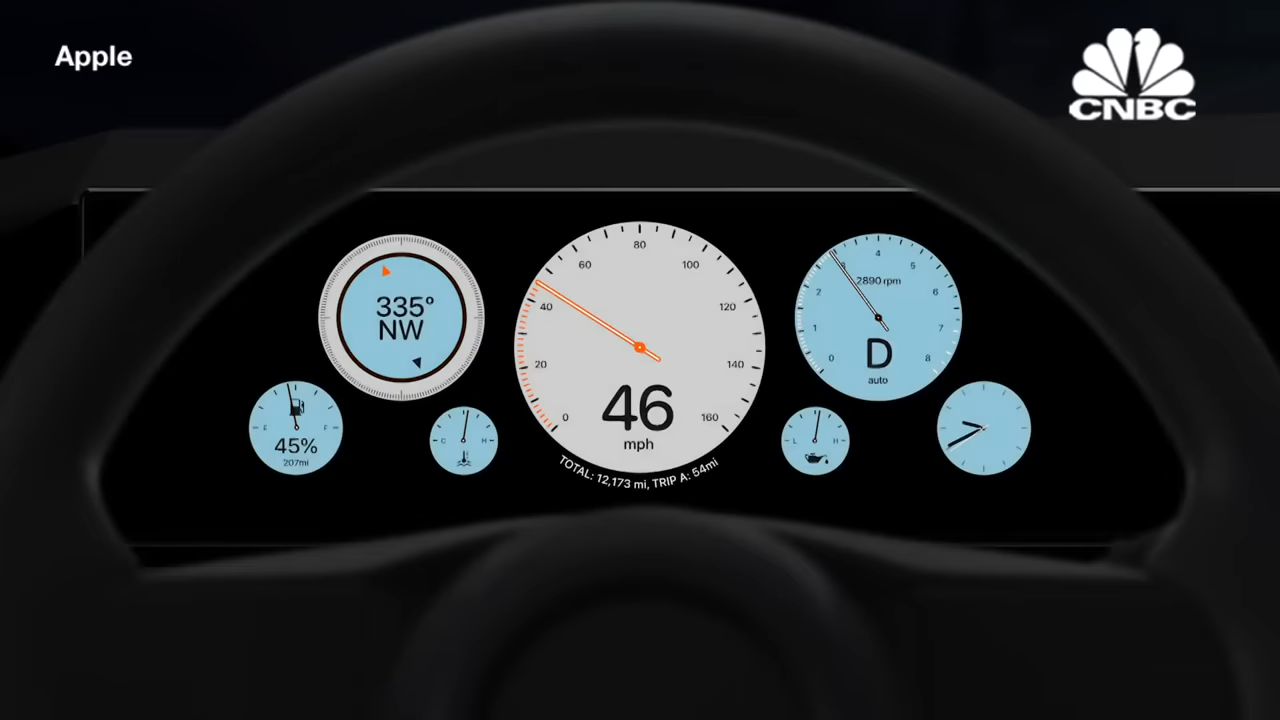 Apple
CNBC
335°
NW
45%
207mi
E
F
C
H
0
20
40
60
80
100
120
140
160
46
mph
TOTAL: 12,173 mi, TRIP A: 54mi
0
1
2
3
4
5
6
7
8
2890 rpm
D
auto
L
H